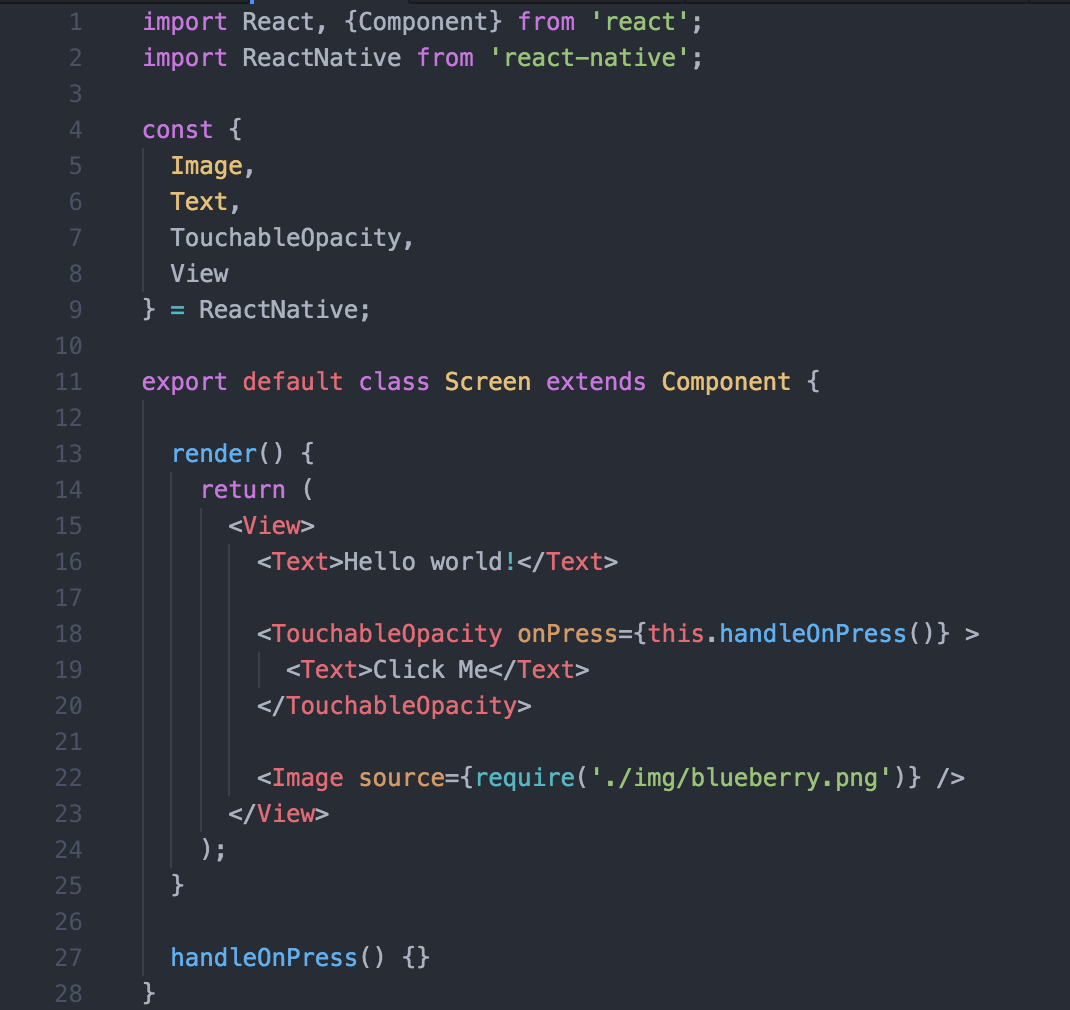 1 import React, {Component} from 'react';
2 import ReactNative from 'react-native';
3
4 const {
5   Image,
6   Text,
7   TouchableOpacity,
8   View
9 } = ReactNative;
10
11 export default class Screen extends Component {
12
13   render() {
14     return (
15       <View>
16         <Text>Hello world!</Text>
17
18         <TouchableOpacity onPress={this.handleOnPress()} >
19           <Text>Click Me</Text>
20         </TouchableOpacity>
21
22         <Image source={require('./img/blueberry.png')} />
23       </View>
24     );
25   }
26
27   handleOnPress() {}
28 }